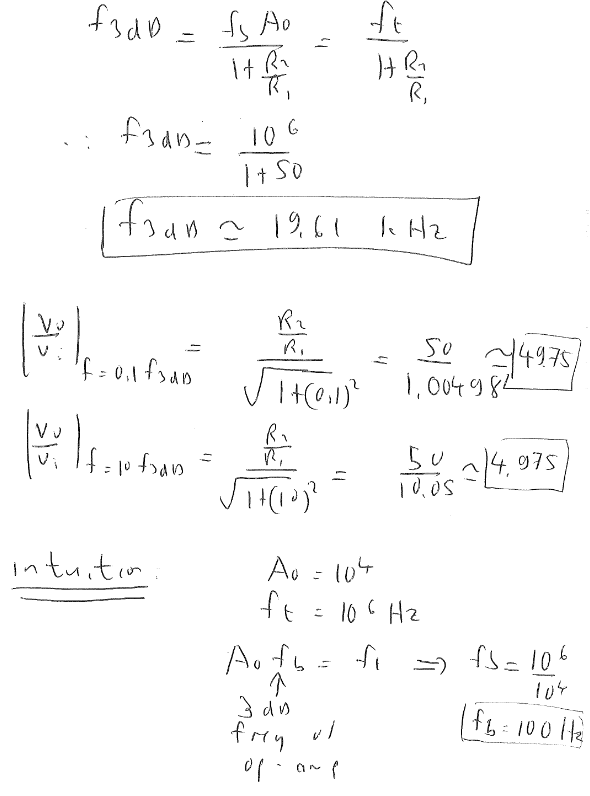 f3dB = fb A0 / (1 + R2/R1) = ft / (1 + R2/R1)
∴ f3dB = 10^6 / (1 + 50)
f3dB ≃ 19.61 kHz
|Vo/Vi| f = 0.1 f3dB = (R2/R1) / √(1+(0.1)^2) = 50 / 1.00498 ≃ 49.75
|Vo/Vi| f = 10 f3dB = (R2/R1) / √(1+(10)^2) = 50 / 10.05 ≃ 4.975
intuition:
A0 = 10^4
ft = 10^6 Hz
A0 fb = ft ⇒ fb = 10^6 / 10^4
↑
3dB
freq of
op-amp
fb = 100 Hz